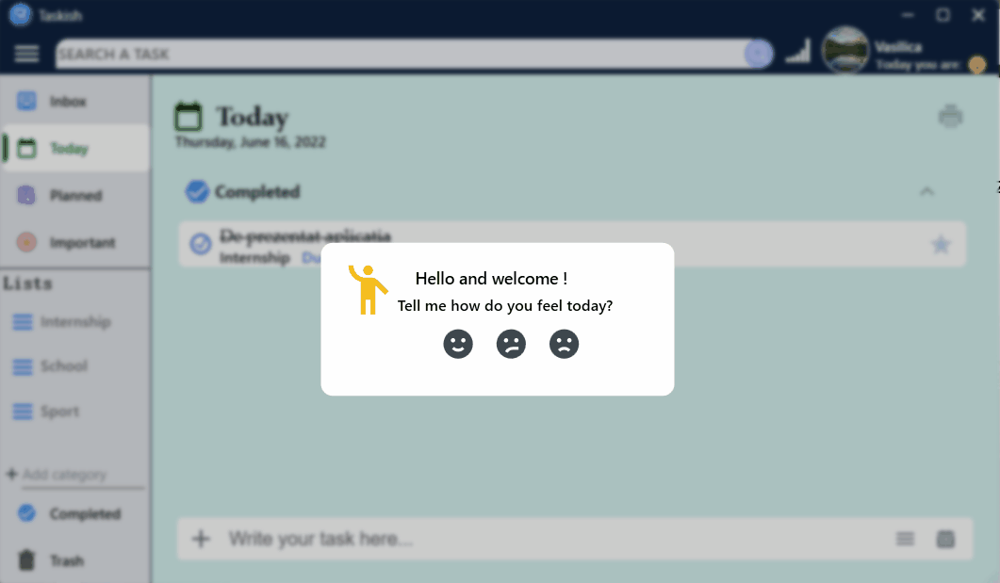 Taskish
SEARCH A TASK
Vasilica
Today you are:
Inbox
Today
Planned
Important
Lists
Internship
School
Sport
Add category
Completed
Trash
Today
Thursday, June 16, 2022
Completed
De prezentat aplicatia
Internship Du
Hello and welcome !
Tell me how do you feel today?
Write your task here...